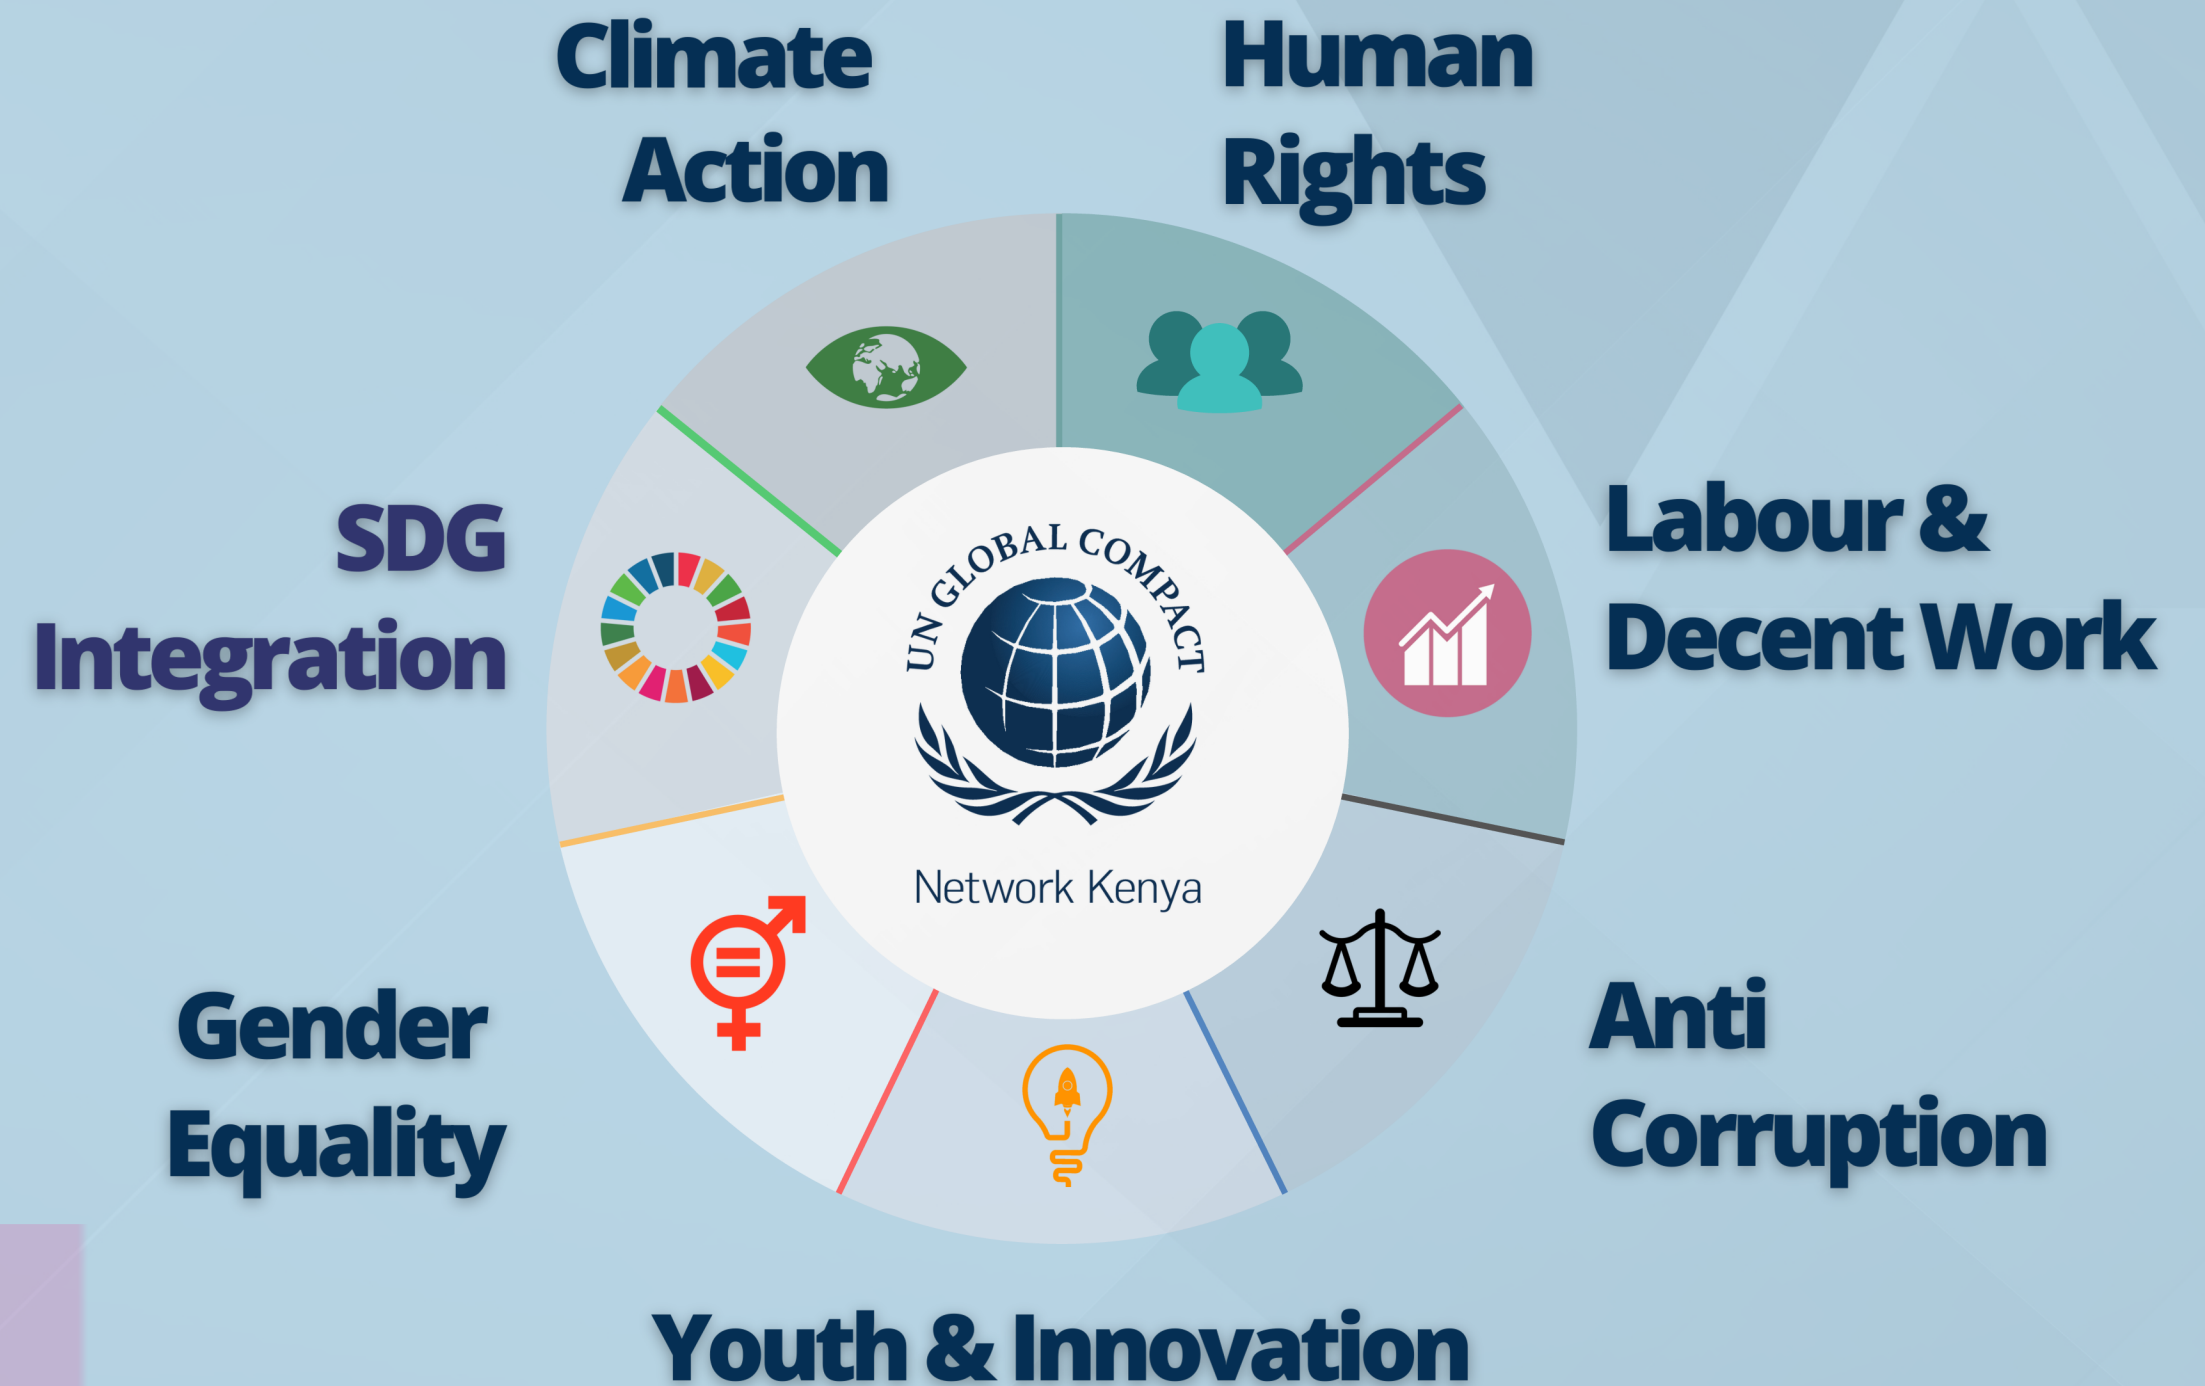 Climate
Action
Human
Rights
SDG
Integration
UN GLOBAL COMPACT
Network Kenya
Labour &
Decent Work
Gender
Equality
Anti
Corruption
Youth & Innovation